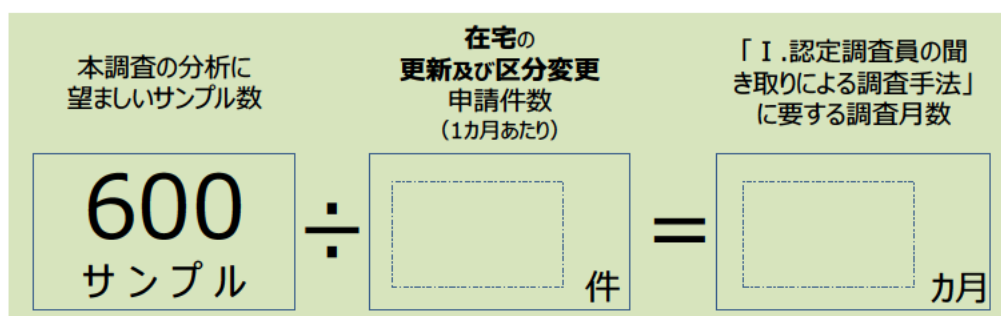 本調査の分析に
望ましいサンプル数
在宅の
更新及び区分変更
申請件数
(1カ月あたり)
「Ⅰ.認定調査員の聞
き取りによる調査手法」
に要する調査月数
600
サンプル
÷
件
=
カ月